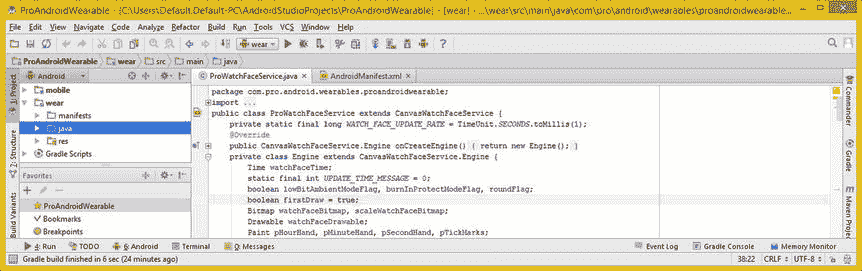 ProAndroidWearable - [C:\Users\Default.Default-PC\AndroidStudioProjects\ProAndroidWearable] - [wear] - ...\wear\src\main\java\com\pro\android\wearables\proandroidwearable...
File Edit View Navigate Code Analyze Refactor Build Run Tools VCS Window Help
wear
ProAndroidWearable wear src main java
Android
ProWatchFaceService.java AndroidManifest.xml
1: Project
7: Structure
Build Variants
mobile
wear
manifests
java
res
Gradle Scripts
Favorites
ProAndroidWearable
Bookmarks
Breakpoints
package com.pro.android.wearables.proandroidwearable;
import ...
public class ProWatchFaceService extends CanvasWatchFaceService {
private static final long WATCH_FACE_UPDATE_RATE = TimeUnit.SECONDS.toMillis(1);
@Override
public CanvasWatchFaceService.Engine onCreateEngine() { return new Engine(); }
private class Engine extends CanvasWatchFaceService.Engine {
Time watchFaceTime;
static final int UPDATE_TIME_MESSAGE = 0;
boolean lowBitAmbientModeFlag, burnInProtectModeFlag, roundFlag;
boolean firstDraw = true;
Bitmap watchFaceBitmap, scaleWatchFaceBitmap;
Drawable watchFaceDrawable;
Paint pHourHand, pMinuteHand, pSecondHand, pTickMarks;
Commander
Maven Projec
4: Run TODO 6: Android Terminal 0: Messages Event Log Gradle Console Memory Monitor
Gradle build finished in 6 sec (24 minutes ago) 38:22 CRLF UTF-8